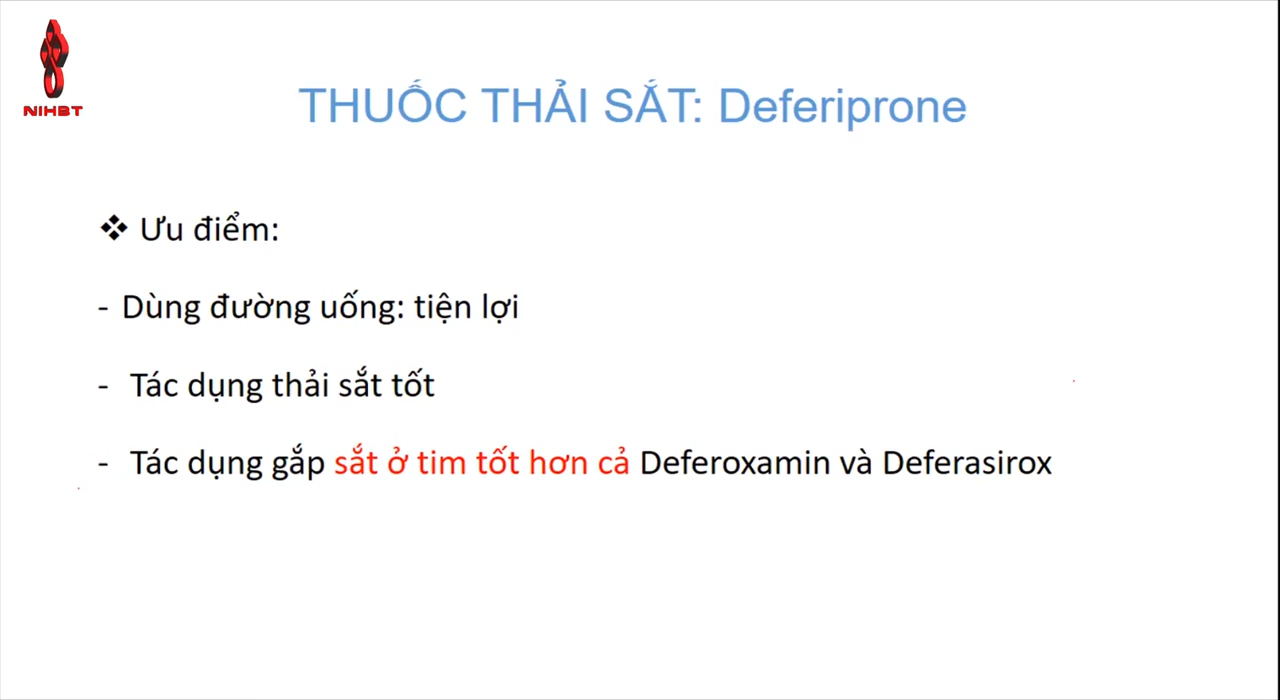 NIHBT
THUỐC THẢI SẮT: Deferiprone
❖ Ưu điểm:
- Dùng đường uống: tiện lợi
- Tác dụng thải sắt tốt
- Tác dụng gắp sắt ở tim tốt hơn cả Deferoxamin và Deferasirox